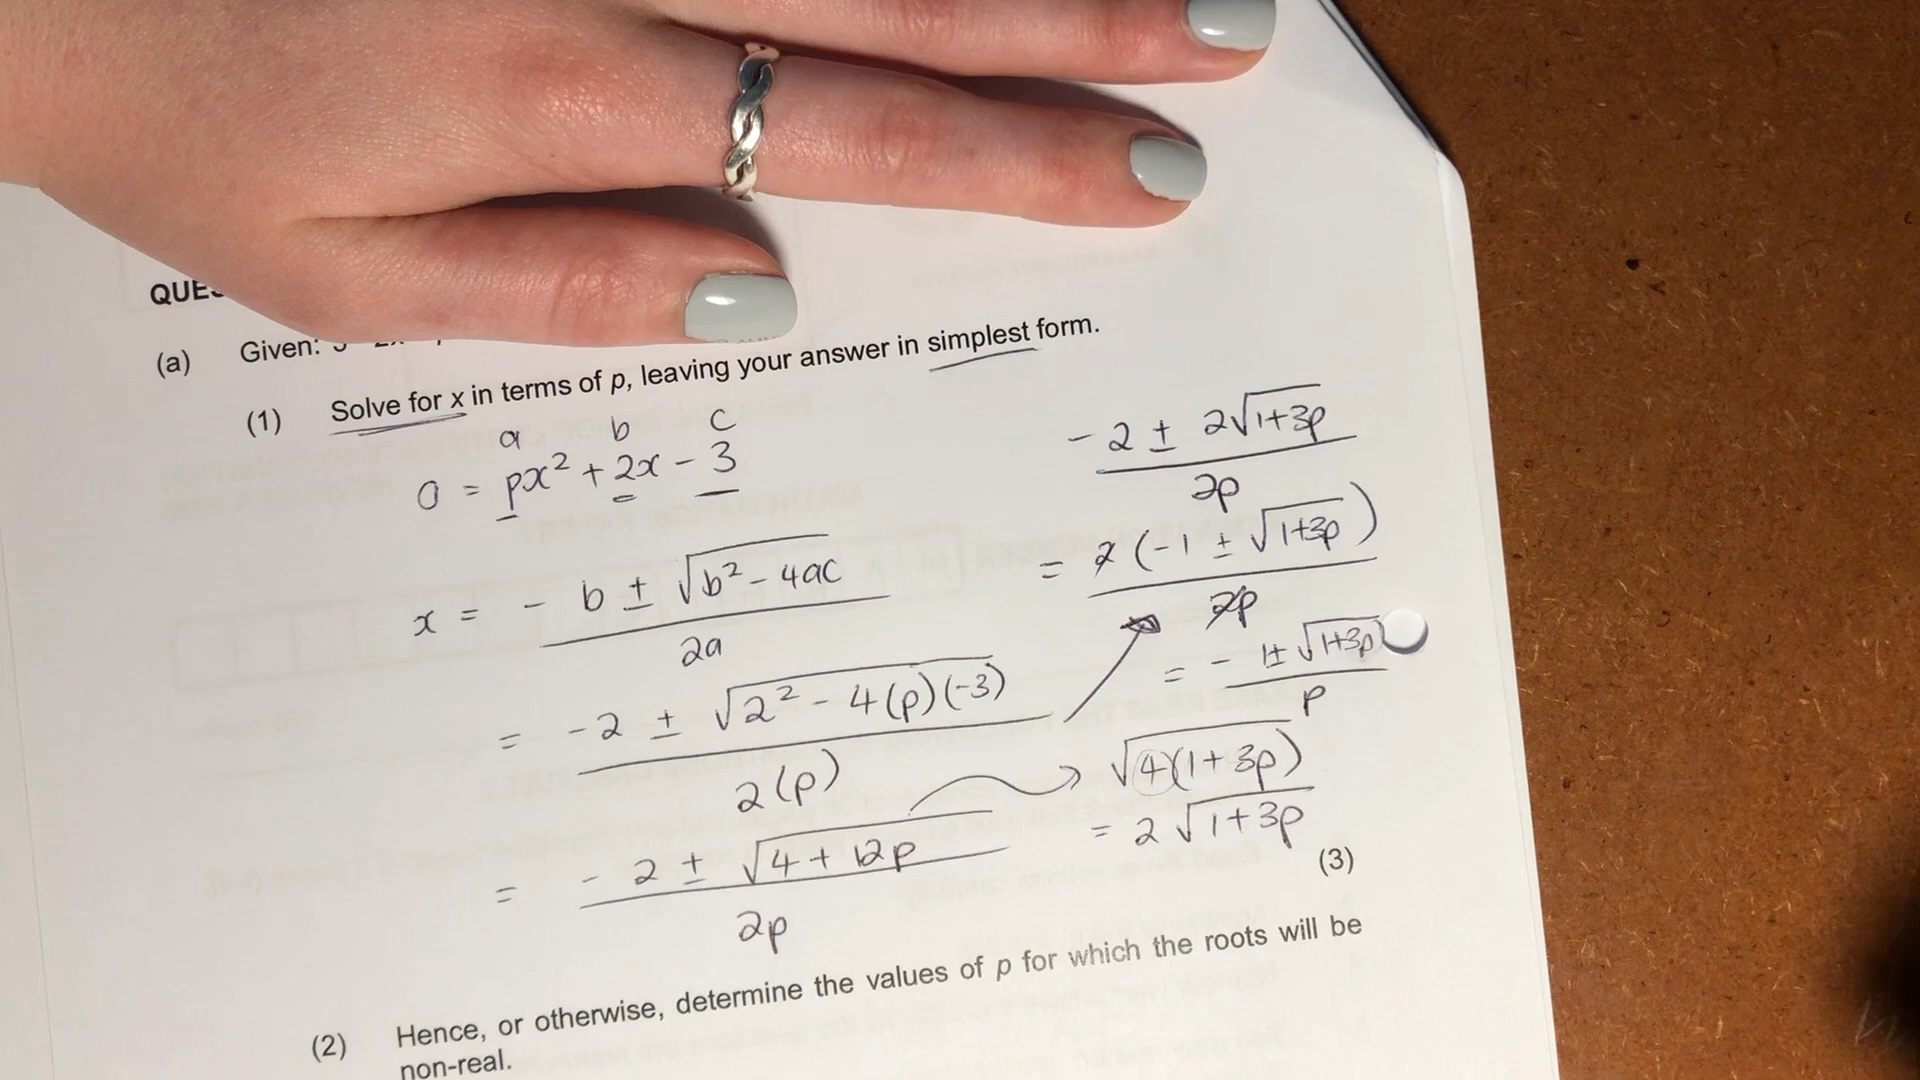 (a) Given:
(1) Solve for x in terms of p, leaving your answer in simplest form.
a b c
0 = px² + 2x - 3
x = - b ± √b² - 4ac
2a
= -2 ± √2² - 4(p)(-3)
2(p)
= - 2 ± √4 + 12p
2p
- 2 ± 2√1+3p
2p
= 2 (-1 ± √1+3p)
2p
= - 1 ± √1+3p
p
√4(1 + 3p)
= 2 √1+3p
(3)
(2) Hence, or otherwise, determine the values of p for which the roots will be
non-real.